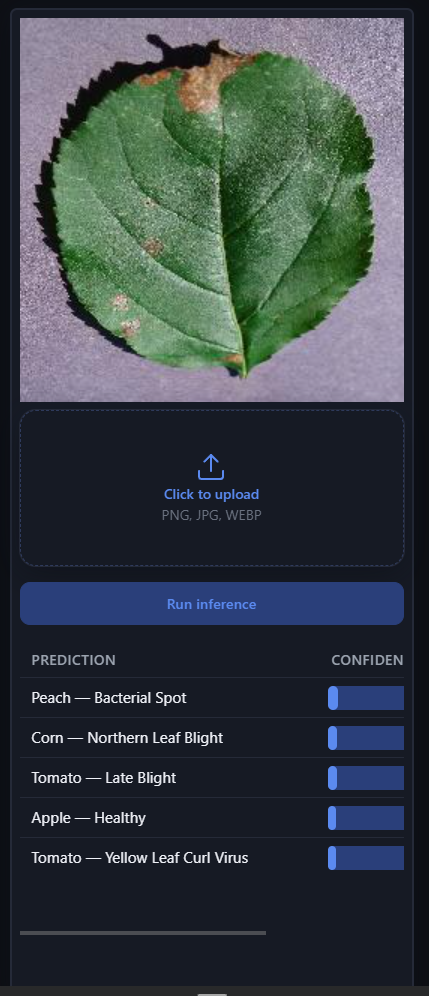 Click to upload
PNG, JPG, WEBP
Run inference
PREDICTION CONFIDEN
Peach — Bacterial Spot
Corn — Northern Leaf Blight
Tomato — Late Blight
Apple — Healthy
Tomato — Yellow Leaf Curl Virus